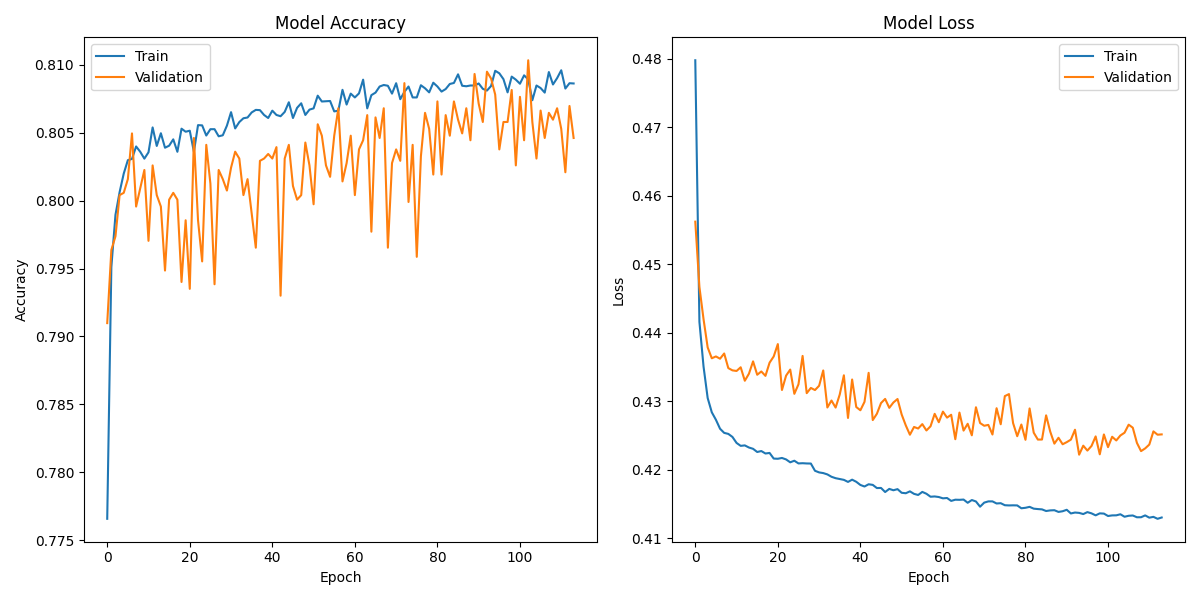 Model Accuracy
Train
Validation
0.810
0.805
0.800
0.795
0.790
0.785
0.780
0.775
Accuracy
0 20 40 60 80 100
Epoch
Model Loss
Train
Validation
0.48
0.47
0.46
0.45
0.44
0.43
0.42
0.41
Loss
0 20 40 60 80 100
Epoch